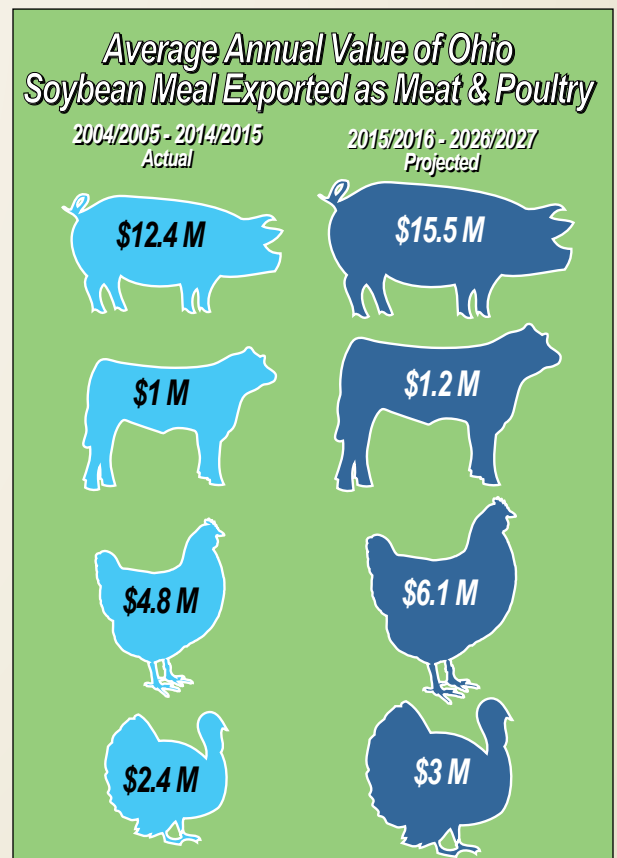 Average Annual Value of Ohio
Soybean Meal Exported as Meat & Poultry
2004/2005 - 2014/2015
Actual
2015/2016 - 2026/2027
Projected
$12.4 M
$15.5 M
$1 M
$1.2 M
$4.8 M
$6.1 M
$2.4 M
$3 M